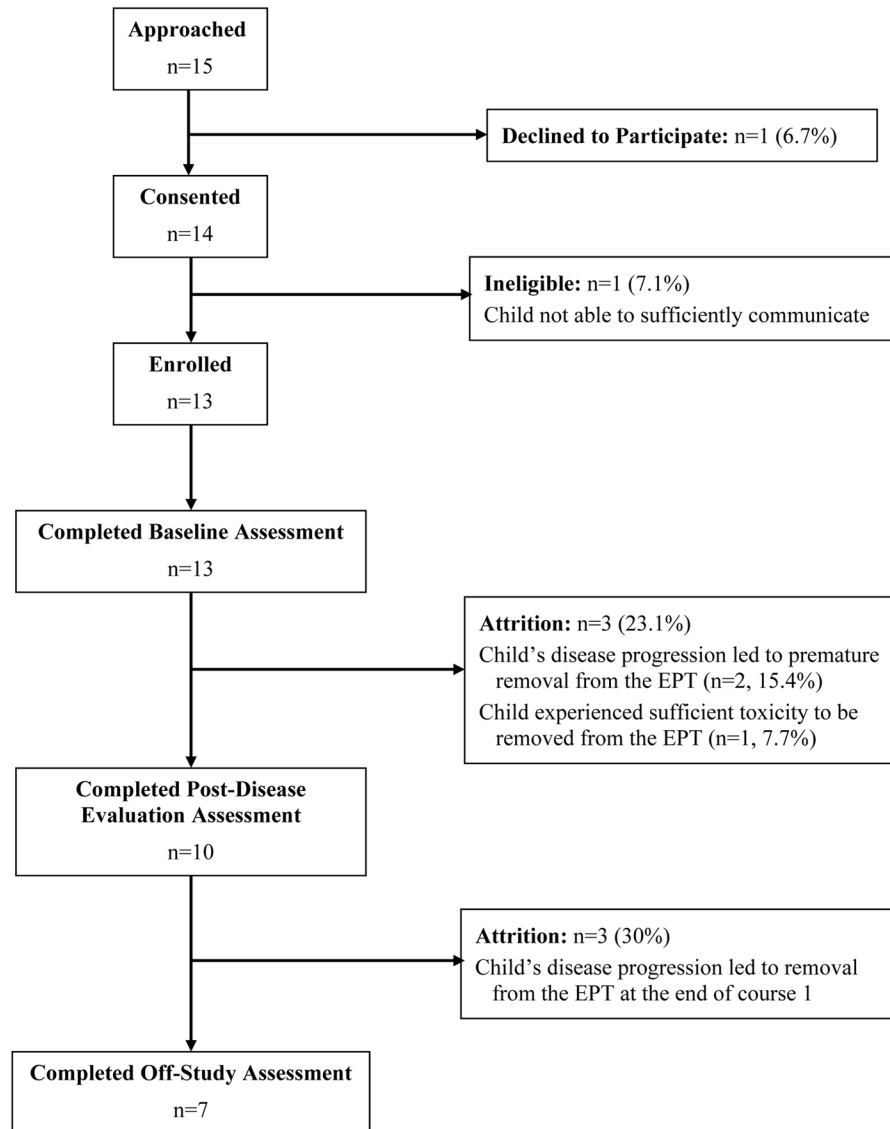 Approached
n=15
Declined to Participate: n=1 (6.7%)
Consented
n=14
Ineligible: n=1 (7.1%)
Child not able to sufficiently communicate
Enrolled
n=13
Completed Baseline Assessment
n=13
Attrition: n=3 (23.1%)
Child’s disease progression led to premature
removal from the EPT (n=2, 15.4%)
Child experienced sufficient toxicity to be
removed from the EPT (n=1, 7.7%)
Completed Post-Disease
Evaluation Assessment
n=10
Attrition: n=3 (30%)
Child’s disease progression led to removal
from the EPT at the end of course 1
Completed Off-Study Assessment
n=7